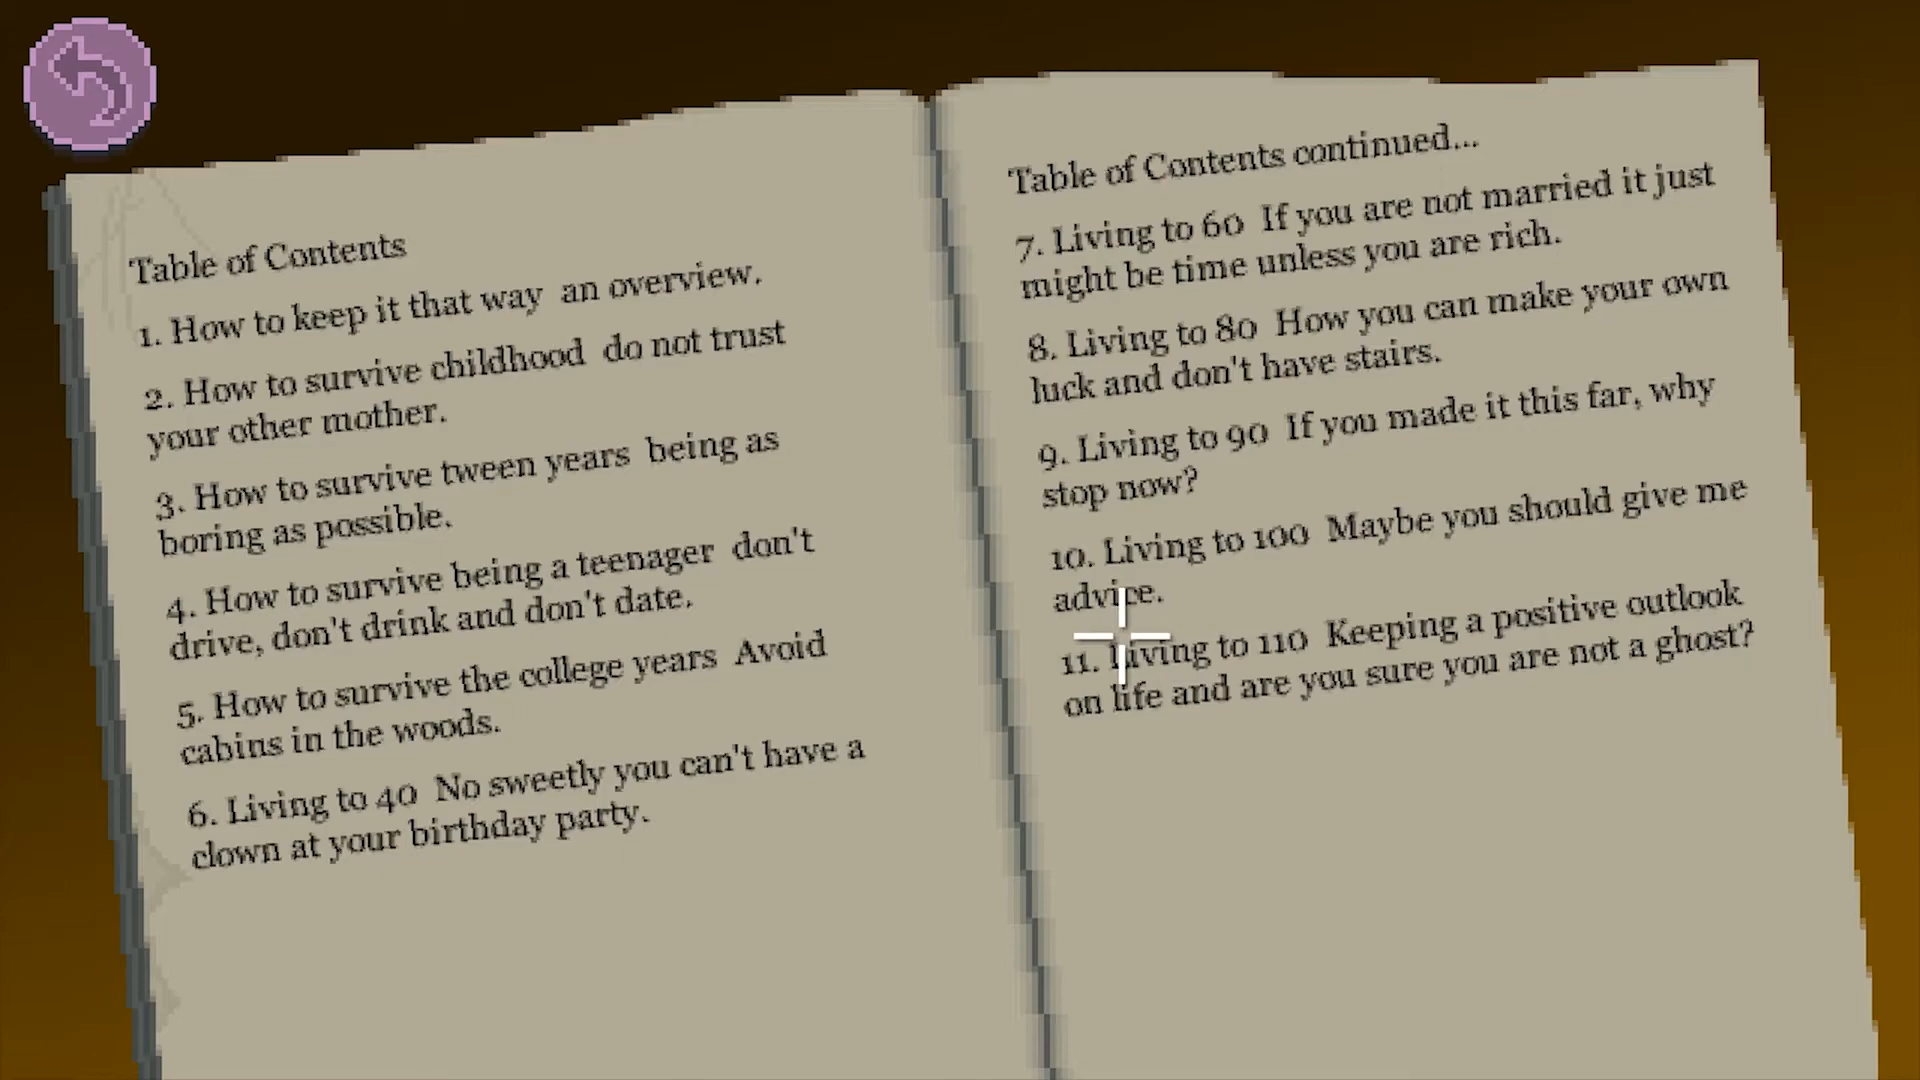 Table of Contents
1. How to keep it that way an overview.
2. How to survive childhood do not trust
your other mother.
3. How to survive tween years being as
boring as possible.
4. How to survive being a teenager don't
drive, don't drink and don't date.
5. How to survive the college years Avoid
cabins in the woods.
6. Living to 40 No sweetly you can't have a
clown at your birthday party.
Table of Contents continued...
7. Living to 60 If you are not married it just
might be time unless you are rich.
8. Living to 80 How you can make your own
luck and don't have stairs.
9. Living to 90 If you made it this far, why
stop now?
10. Living to 100 Maybe you should give me
advice.
11. Living to 110 Keeping a positive outlook
on life and are you sure you are not a ghost?